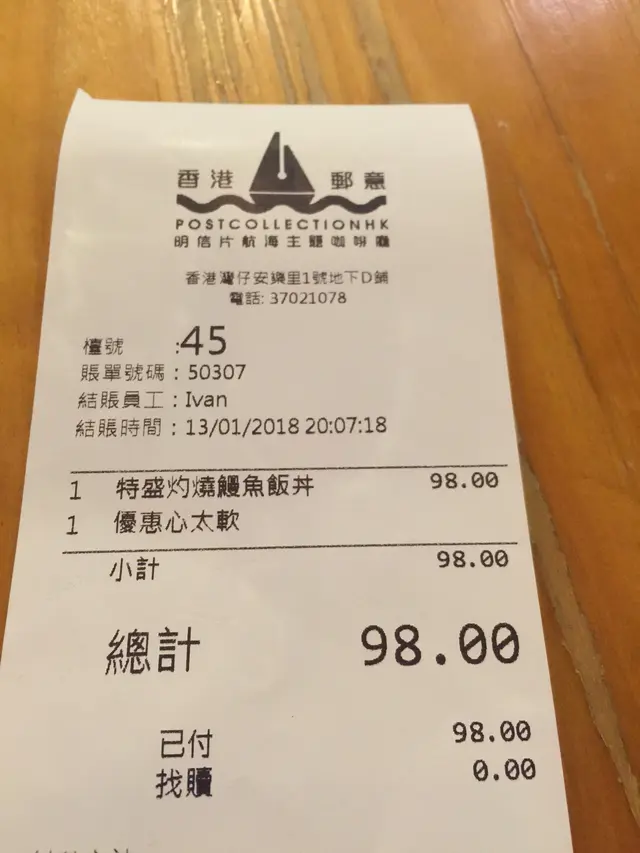 香港 郵意
POSTCOLLECTIONHK
明信片航海主題咖啡廳
香港灣仔安樂里1號地下D鋪
電話: 37021078
檯號 :45
賬單號碼 : 50307
結賬員工 : Ivan
結賬時間 : 13/01/2018 20:07:18
1 特盛灼燒鰻魚飯丼 98.00
1 優惠心太軟
小計 98.00
總計 98.00
已付 98.00
找贖 0.00